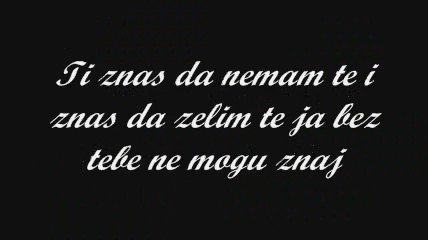 Ti znas da nemam te i
znas da zelim te ja bez
tebe ne mogu znaj